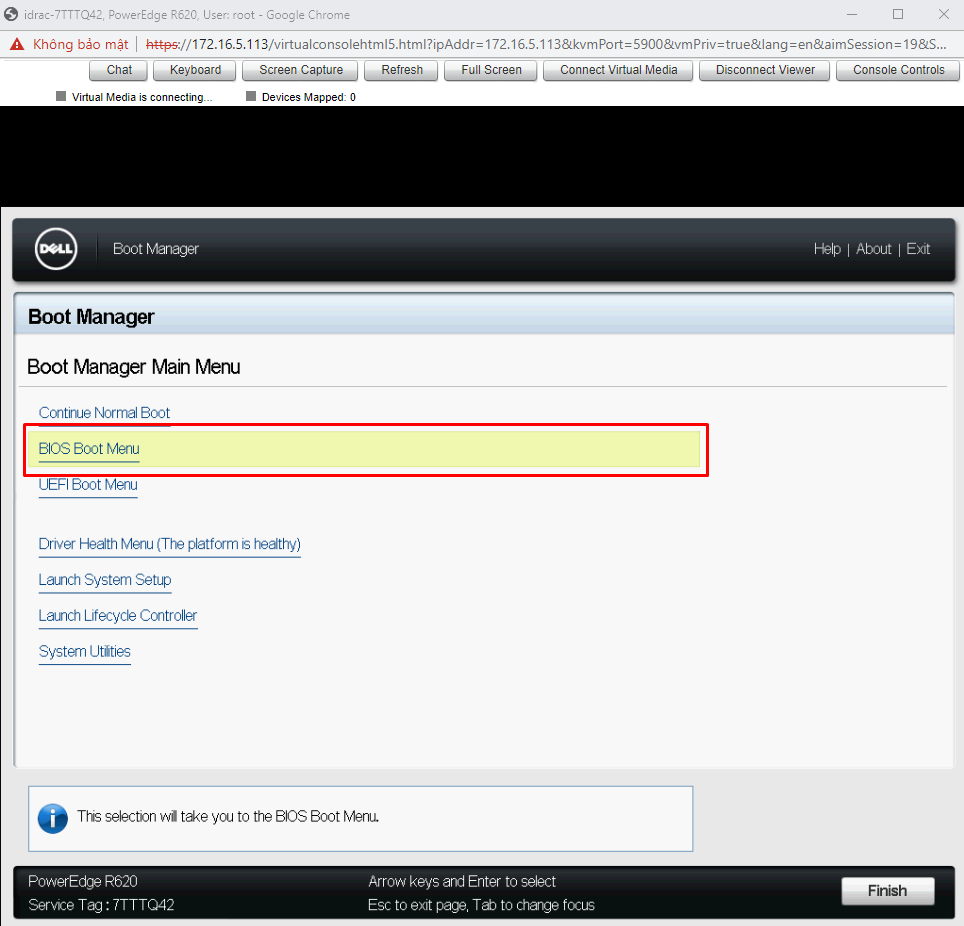 idrac-7TTTQ42, PowerEdge R620, User: root - Google Chrome
Không bảo mật | https://172.16.5.113/virtualconsolehtml5.html?ipAddr=172.16.5.113&kvmPort=5900&vmPriv=true&lang=en&aimSession=19&S...
Chat Keyboard Screen Capture Refresh Full Screen Connect Virtual Media Disconnect Viewer Console Controls
Virtual Media is connecting... Devices Mapped: 0
DELL Boot Manager Help | About | Exit
Boot Manager
Boot Manager Main Menu
Continue Normal Boot
BIOS Boot Menu
UEFI Boot Menu
Driver Health Menu (The platform is healthy)
Launch System Setup
Launch Lifecycle Controller
System Utilities
This selection will take you to the BIOS Boot Menu.
PowerEdge R620 Arrow keys and Enter to select
Service Tag : 7TTTQ42 Esc to exit page, Tab to change focus
Finish